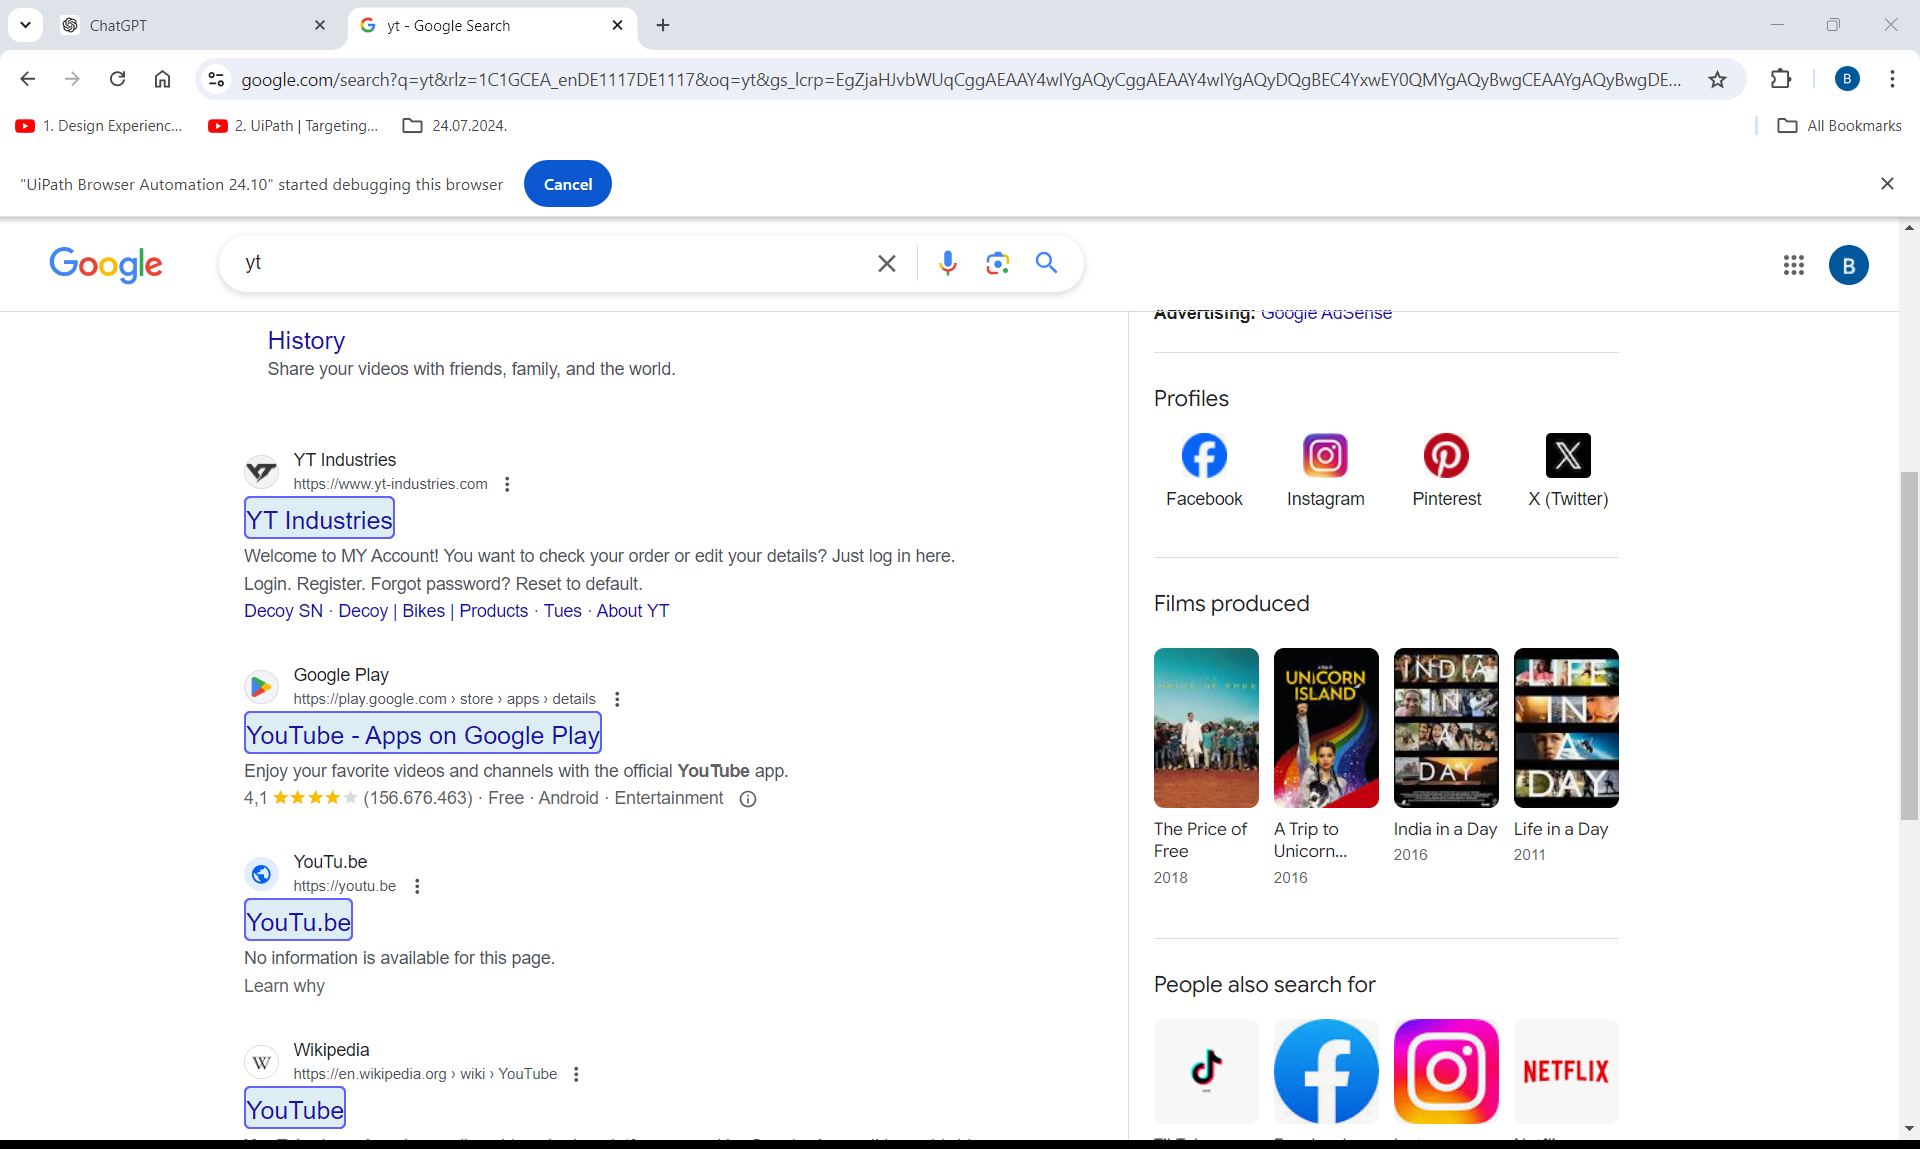 ChatGPT
yt - Google Search
google.com/search?q=yt&rlz=1C1GCEA_enDE1117DE1117&oq=yt&gs_lcrp=EgZjaHJvbWUqCggAEAAY4wIYgAQyCggAEAAY4wIYgAQyDQgBEC4YxwEY0QMYgAQyBwgCEAAYgAQyBwgDE...
B
1. Design Experienc...
2. UiPath | Targeting...
24.07.2024.
All Bookmarks
"UiPath Browser Automation 24.10" started debugging this browser
Cancel
Google
yt
B
History
Share your videos with friends, family, and the world.
YT Industries
https://www.yt-industries.com
YT Industries
Welcome to MY Account! You want to check your order or edit your details? Just log in here.
Login. Register. Forgot password? Reset to default.
Decoy SN · Decoy | Bikes | Products · Tues · About YT
Google Play
https://play.google.com › store › apps › details
YouTube - Apps on Google Play
Enjoy your favorite videos and channels with the official YouTube app.
4,1 (156.676.463) · Free · Android · Entertainment
YouTu.be
https://youtu.be
YouTu.be
No information is available for this page.
Learn why
W
Wikipedia
https://en.wikipedia.org › wiki › YouTube
YouTube
Advertising: Google AdSense
Profiles
Facebook
Instagram
Pinterest
X (Twitter)
Films produced
PRICE OF FREE
UNICORN
ISLAND
INDIA
IN
A
DAY
LIFE
IN
A
DAY
The Price of
Free
2018
A Trip to
Unicorn...
2016
India in a Day
2016
Life in a Day
2011
People also search for
NETFLIX